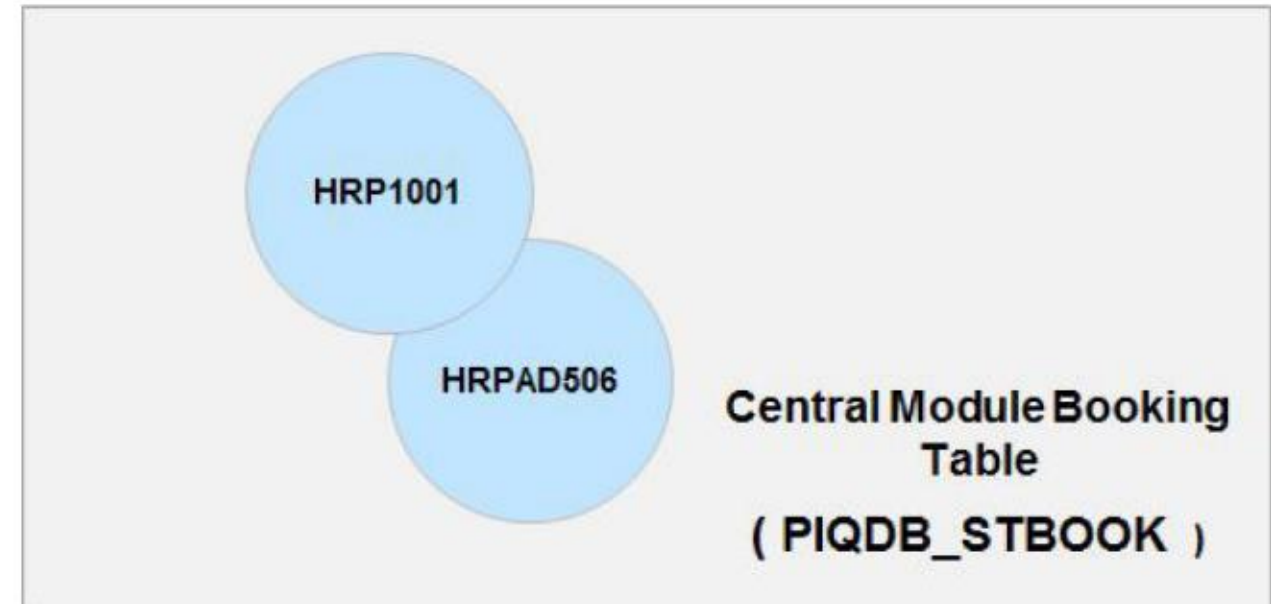 HRP1001
HRPAD506
Central Module Booking
Table
( PIQDB_STBOOK )